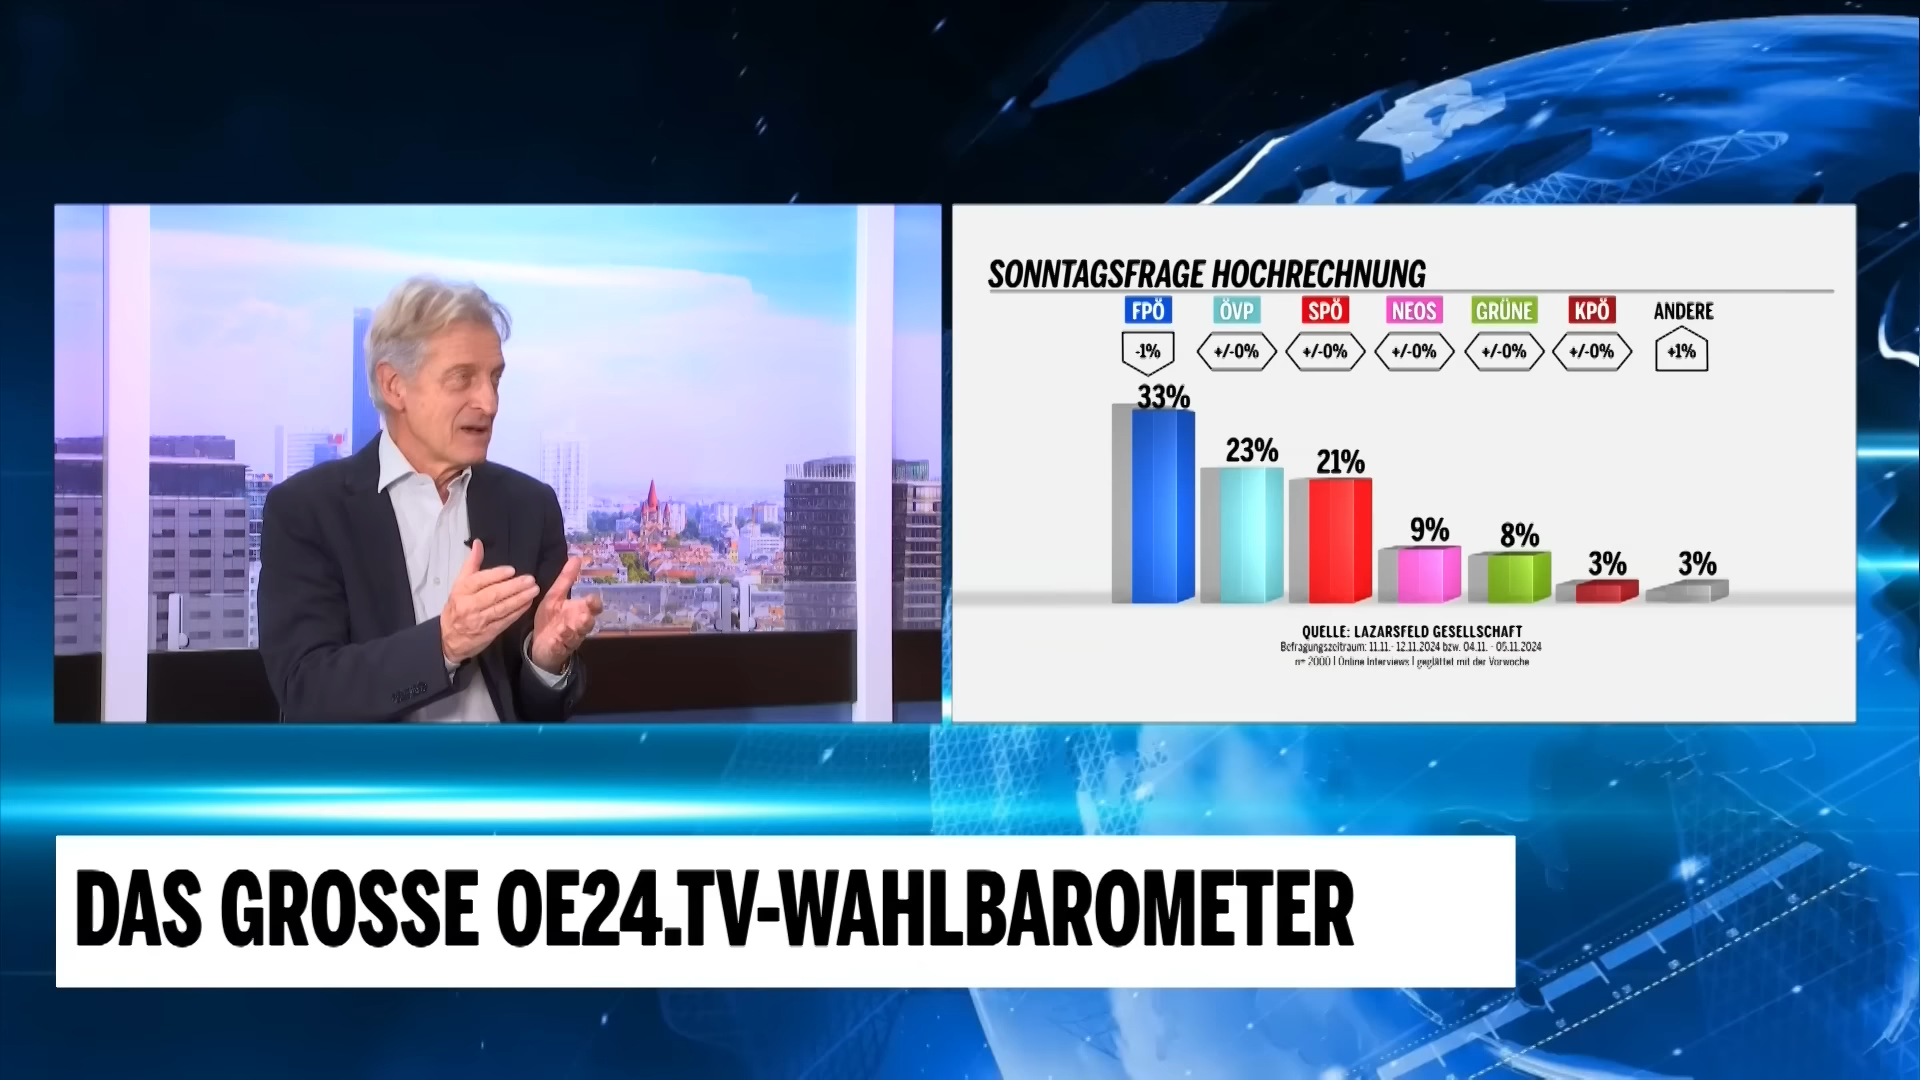 SONNTAGSFRAGE HOCHRECHNUNG
FPÖ ÖVP SPÖ NEOS GRÜNE KPÖ ANDERE
-1% +/-0% +/-0% +/-0% +/-0% +/-0% +1%
33% 23% 21% 9% 8% 3% 3%
QUELLE: LAZARSFELD GESELLSCHAFT
Befragungszeitraum: 11.11.- 12.11.2024 bzw. 04.11. - 05.11.2024
n= 2000 | Online Interviews | geglättet mit der Vorwoche
DAS GROSSE OE24.TV-WAHLBAROMETER